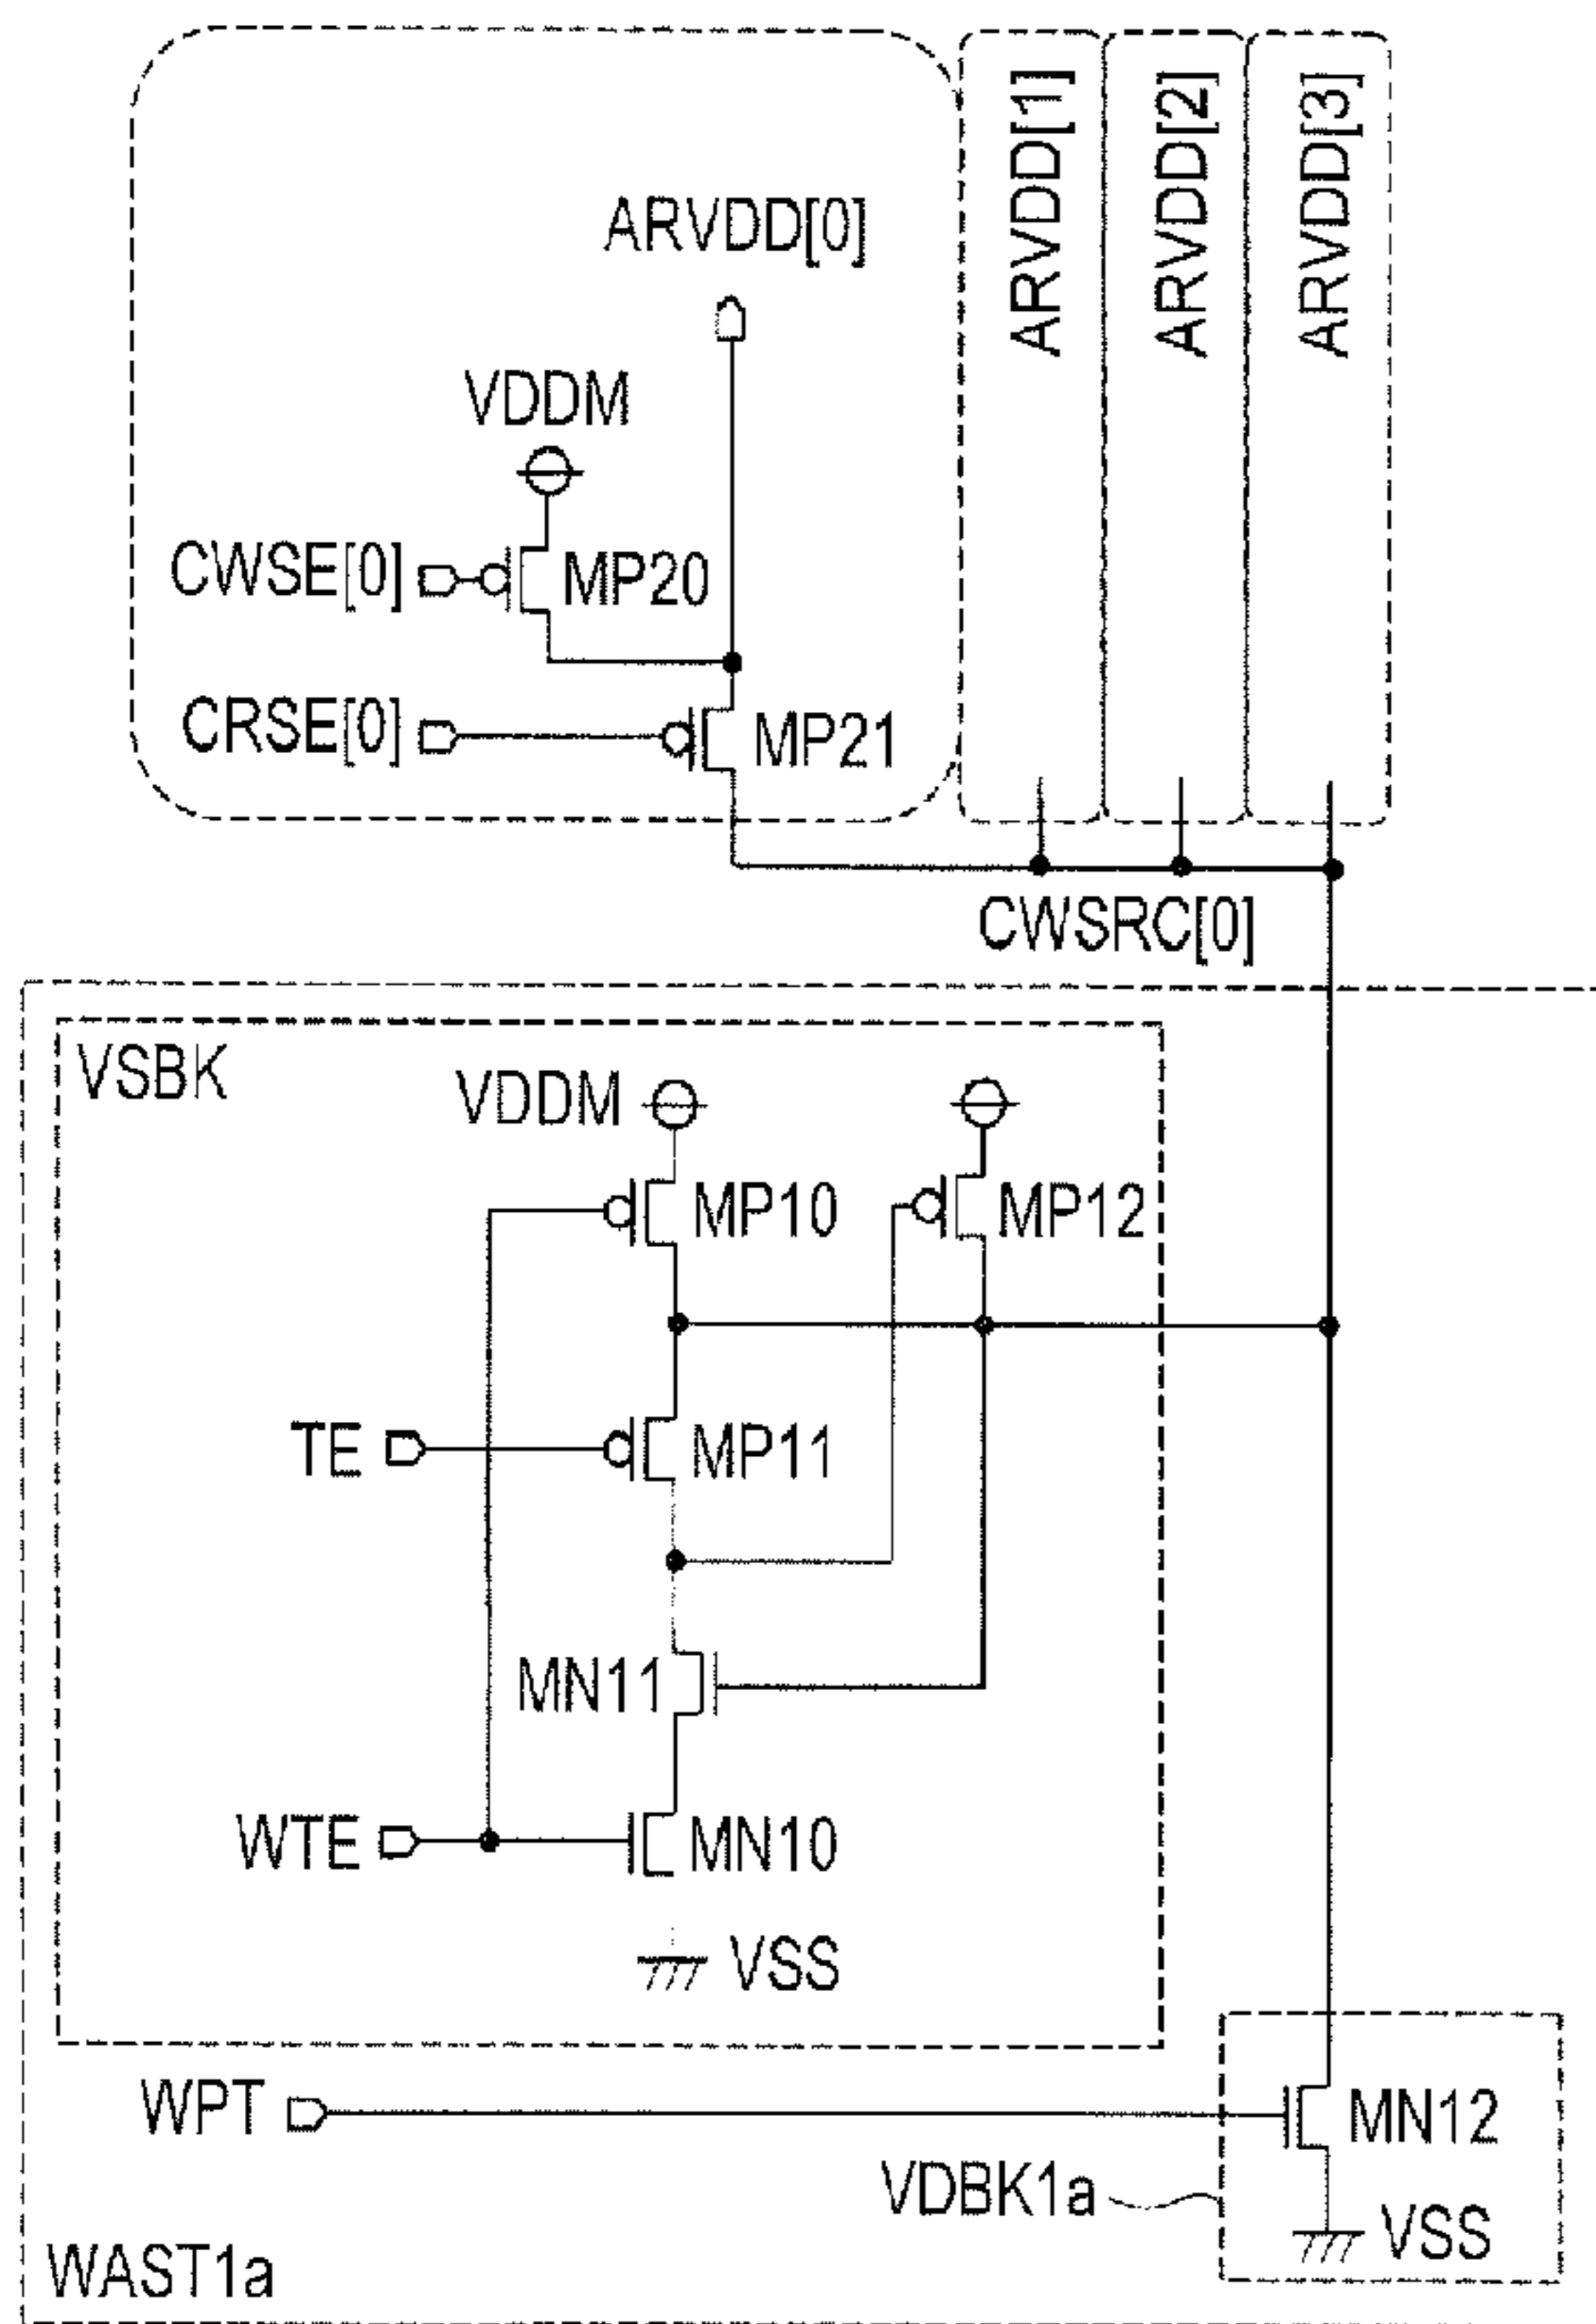 ARVDD[0]
ARVDD[1]
ARVDD[2]
ARVDD[3]
VDDM
CWSE[0]
MP20
CRSE[0]
MP21
CWSRC[0]
VSBK
VDDM
MP10
MP12
TE
MP11
MN11
WTE
MN10
VSS
WPT
MN12
VDBK1a
VSS
WAST1a